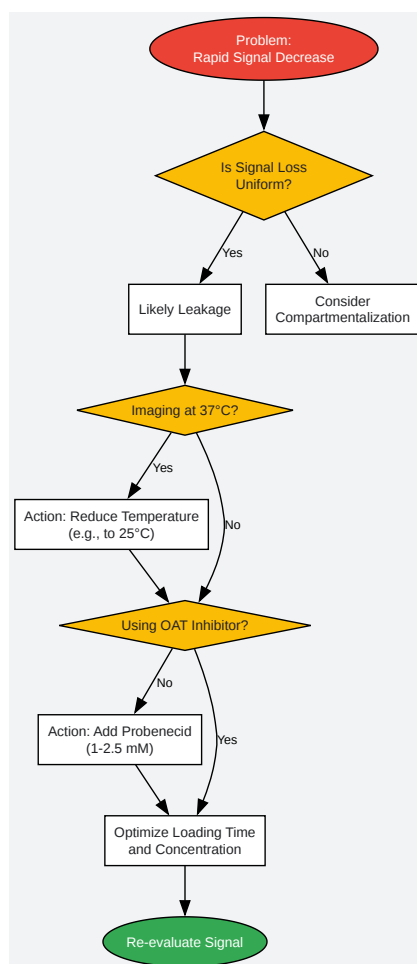 Problem:
Rapid Signal Decrease
Is Signal Loss
Uniform?
Yes
No
Likely Leakage
Consider
Compartmentalization
Imaging at 37°C?
Yes
Action: Reduce Temperature
(e.g., to 25°C)
No
Using OAT Inhibitor?
No
Action: Add Probenecid
(1-2.5 mM)
Yes
Optimize Loading Time
and Concentration
Re-evaluate Signal